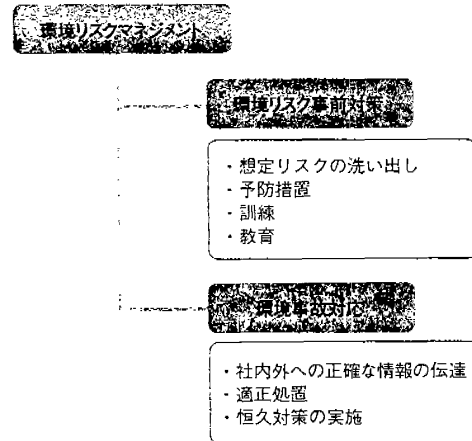 環境リスクマネジメント
環境リスク事前対策
・想定リスクの洗い出し
・予防措置
・訓練
・教育
環境事故対応
・社内外への正確な情報の伝達
・適正処置
・恒久対策の実施